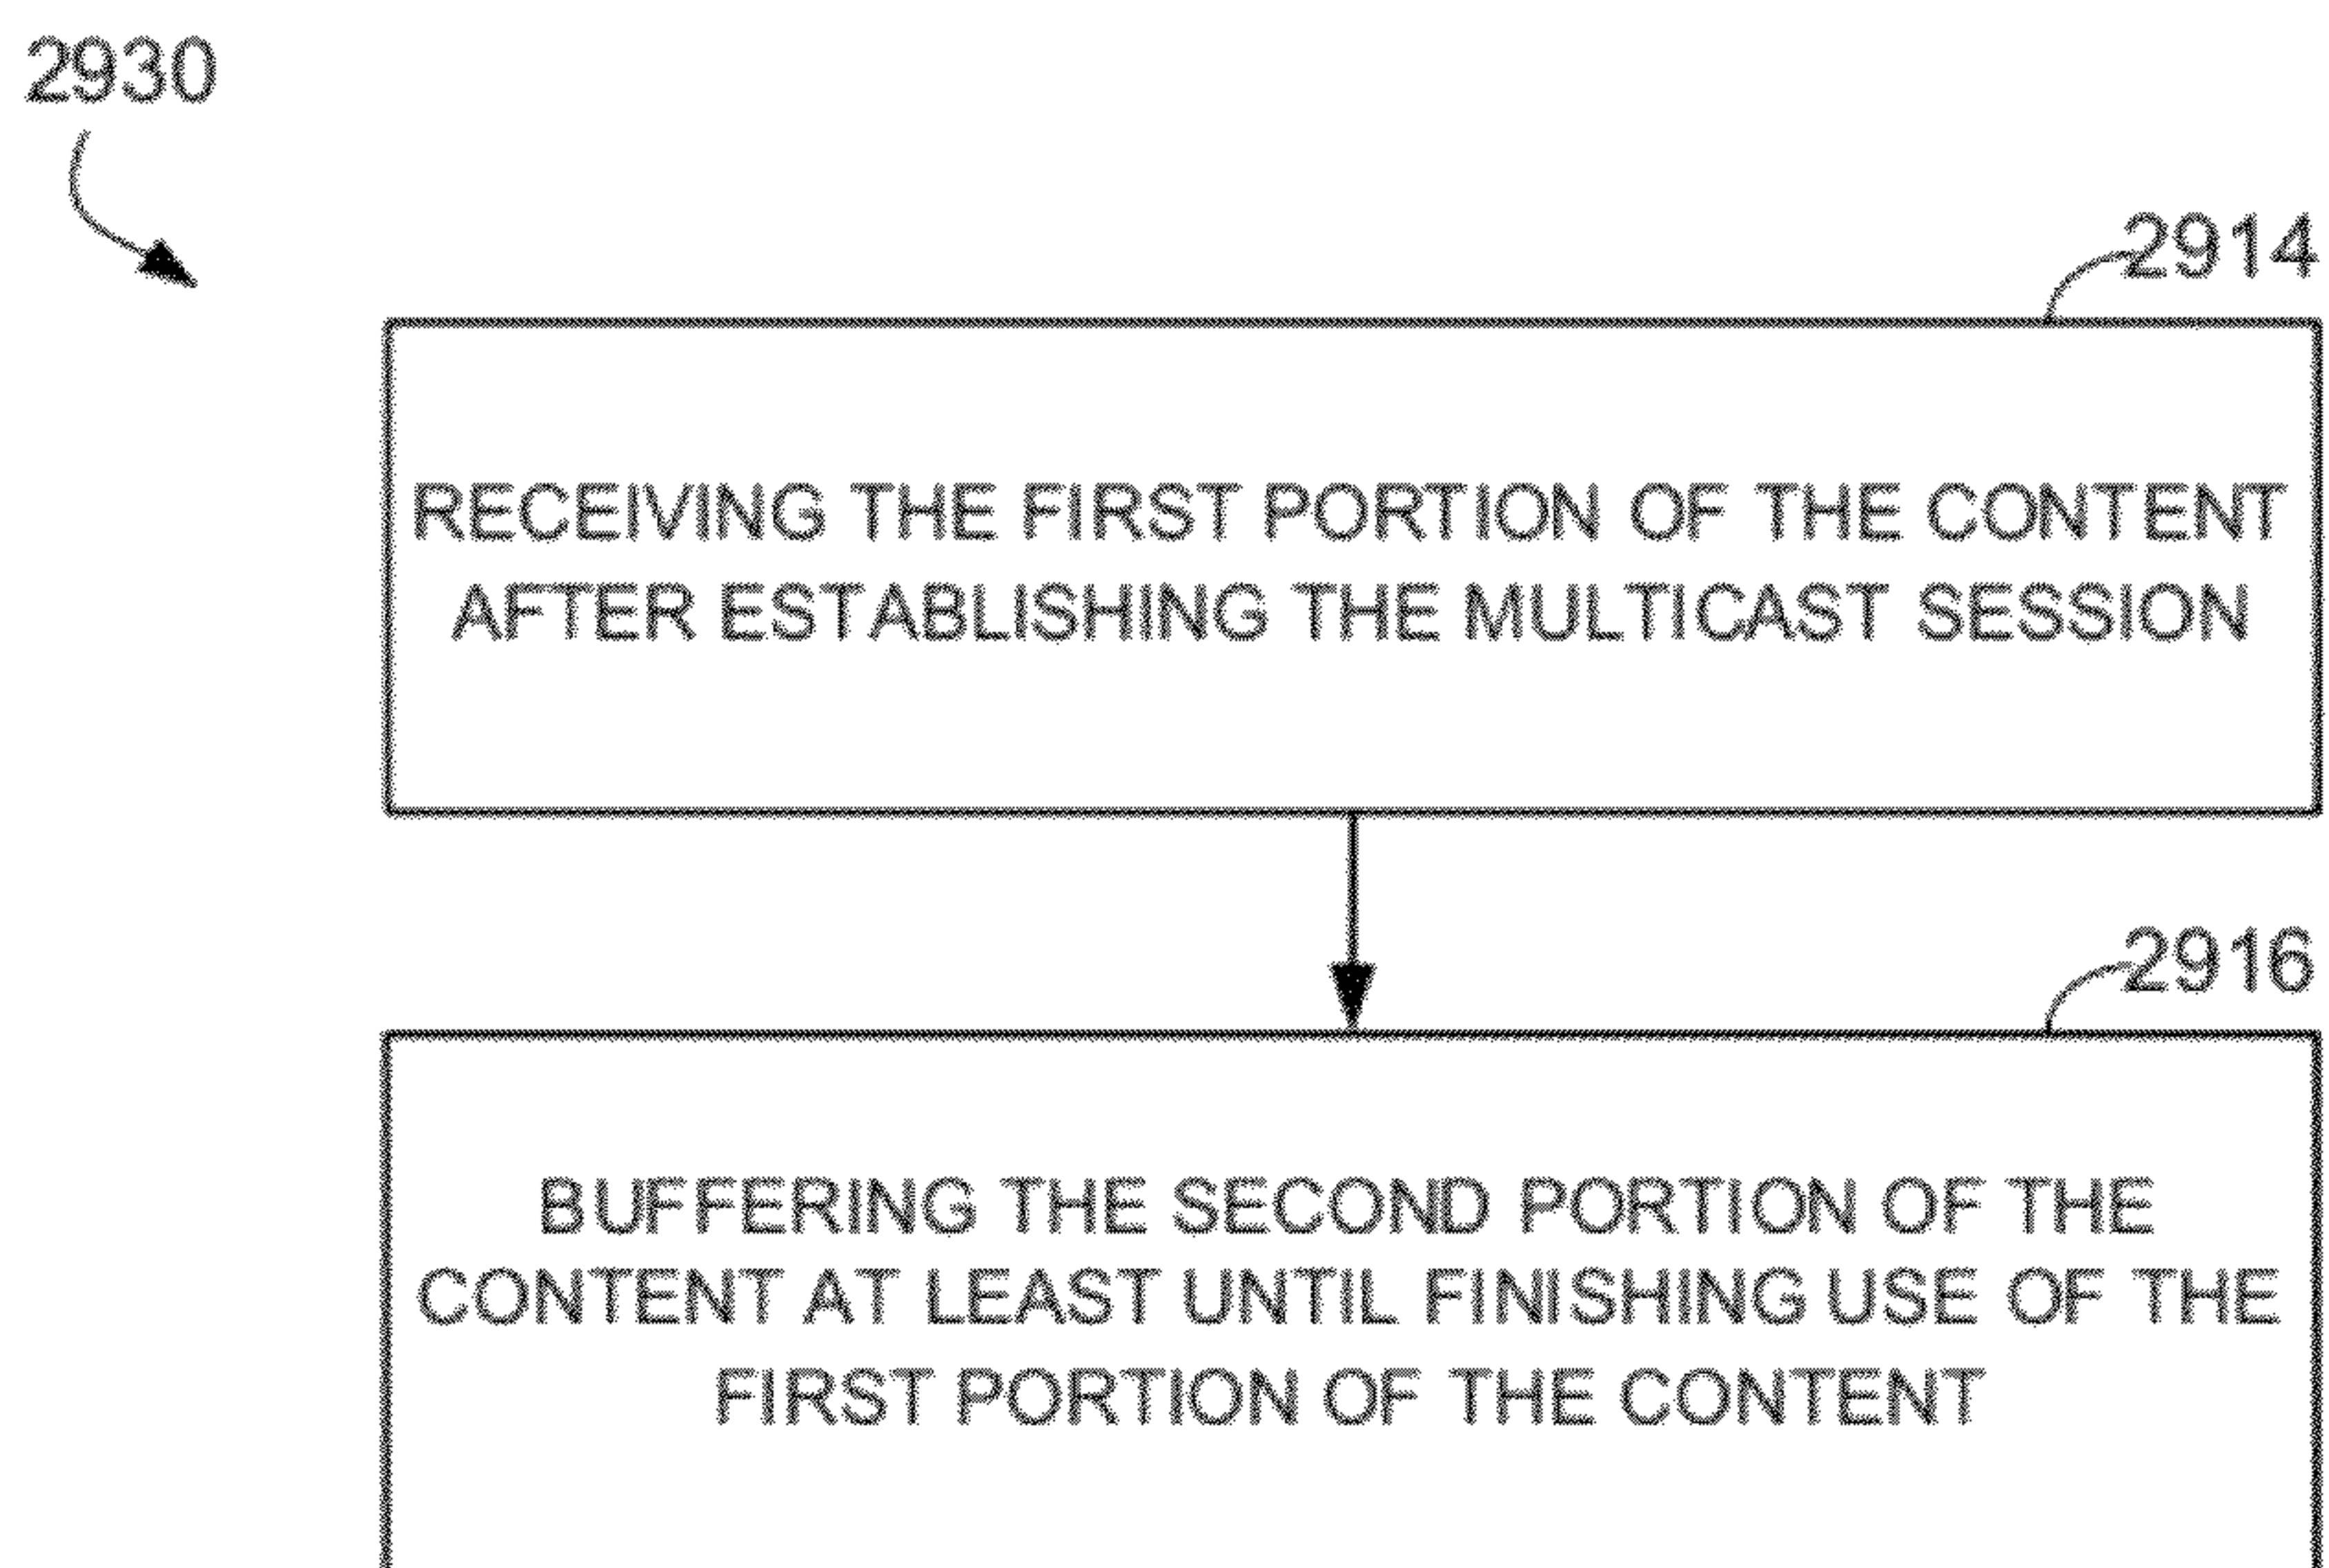 2930
2914
RECEIVING THE FIRST PORTION OF THE CONTENT
AFTER ESTABLISHING THE MULTICAST SESSION
2916
BUFFERING THE SECOND PORTION OF THE
CONTENT AT LEAST UNTIL FINISHING USE OF THE
FIRST PORTION OF THE CONTENT